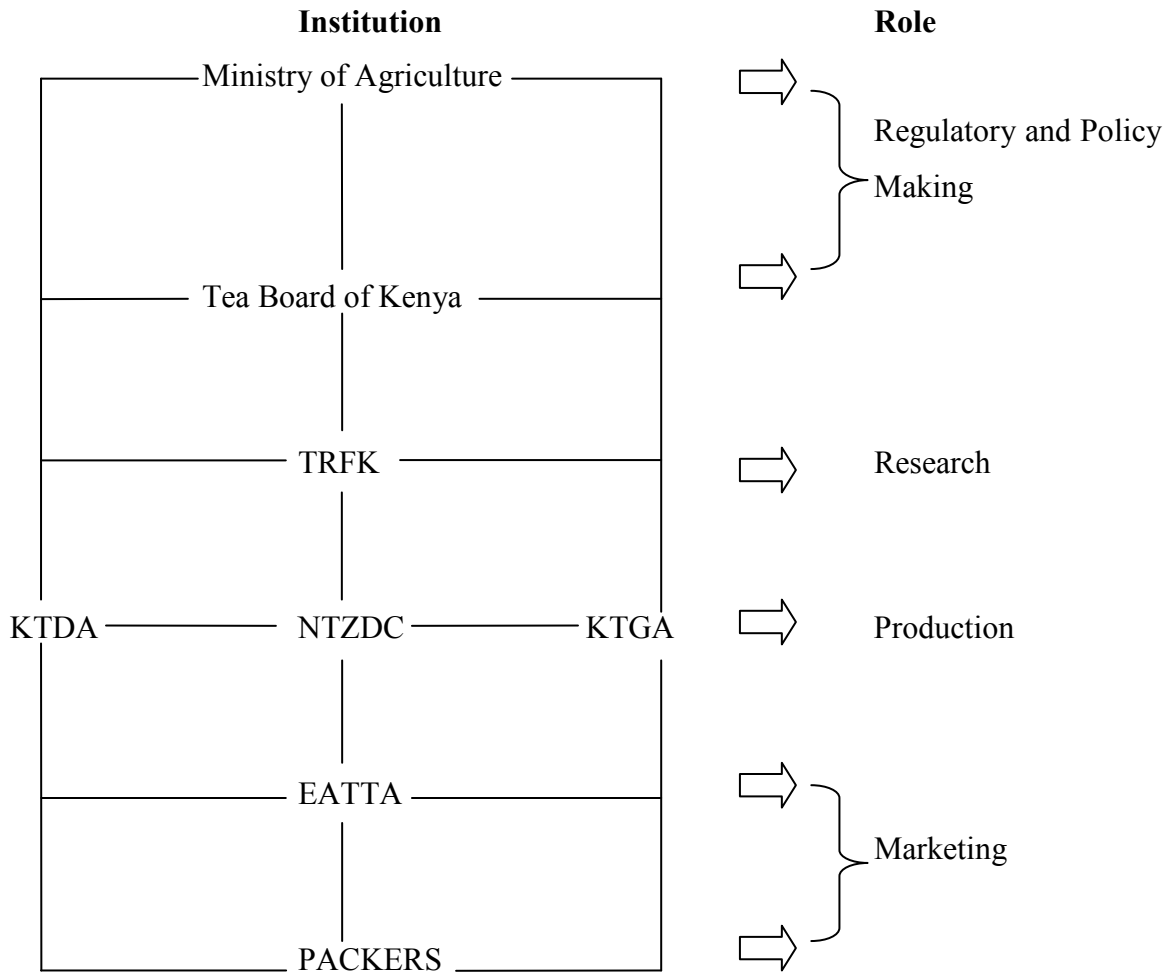 Institution Role
Ministry of Agriculture
Regulatory and Policy
Making
Tea Board of Kenya
TRFK Research
KTDA NTZDC KTGA Production
EATTA
Marketing
PACKERS